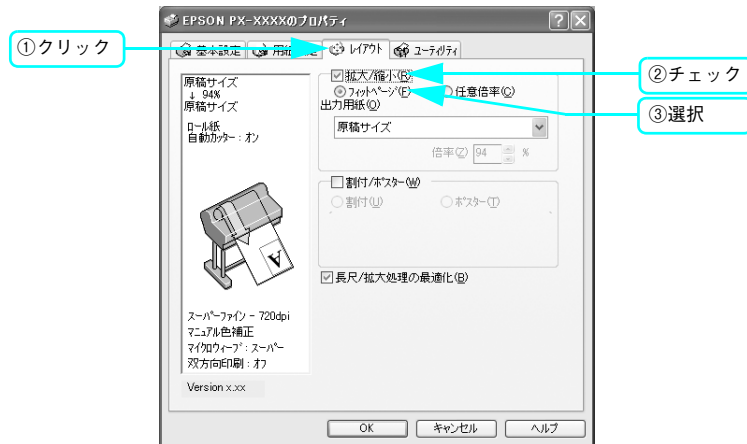 EPSON PX-XXXXのプロパティ
①クリック
基本設定
レイアウト
ユーティリティ
原稿サイズ
↓ 94%
原稿サイズ
ロール紙
自動カッター : オン
拡大/縮小(R)
②チェック
フィットページ(F)
任意倍率(C)
③選択
出力用紙(O)
原稿サイズ
倍率(Z) 94 %
割付/ポスター(W)
割付(U)
ポスター(T)
A
長尺/拡大処理の最適化(B)
スーパーファイン - 720dpi
マニュアル色補正
マイクロウィーブ : スーパー
双方向印刷 : オフ
Version x.xx
OK
キャンセル
ヘルプ